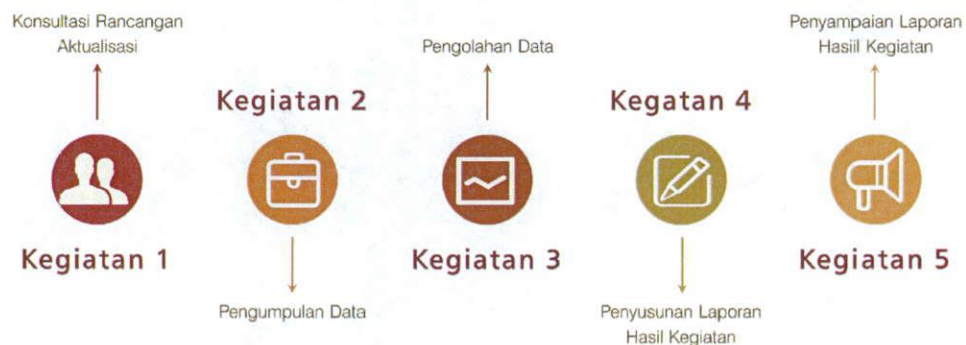 Konsultasi Rancangan
Aktualisasi
Kegiatan 1
Kegiatan 2
Pengumpulan Data
Pengolahan Data
Kegiatan 3
Kegatan 4
Penyusunan Laporan
Hasil Kegiatan
Penyampaian Laporan
Hasiil Kegiatan
Kegiatan 5